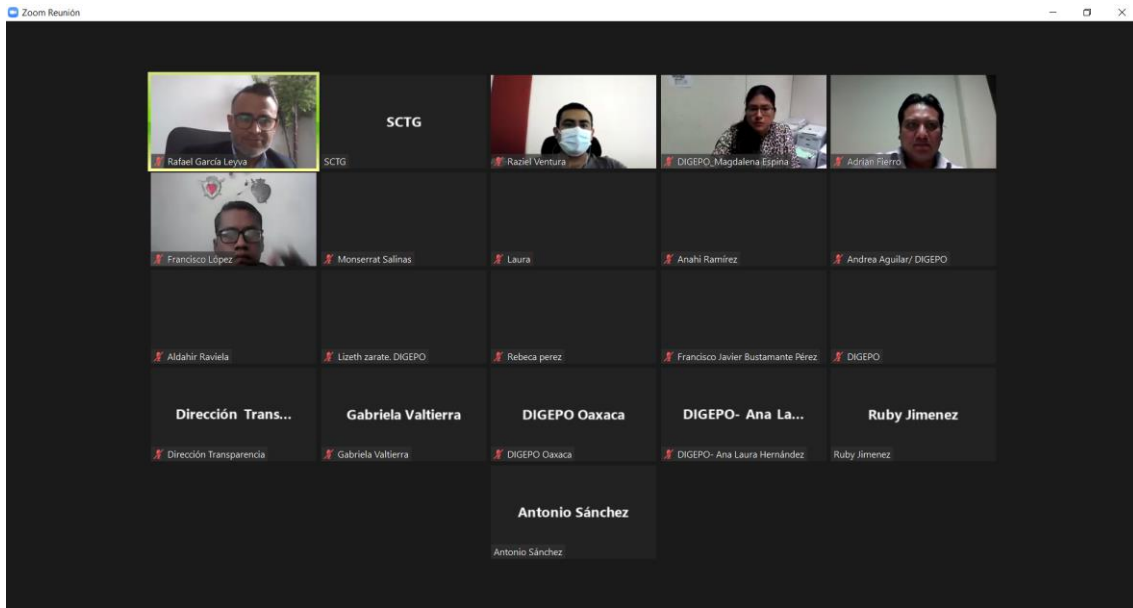 Zoom Reunión
Rafael García Leyva
SCTG
SCTG
Raziel Ventura
DIGEPO_Magdalena Espina
Adrian Fierro
Francisco López
Monserrat Salinas
Laura
Anahi Ramírez
Andrea Aguilar/ DIGEPO
Aldahir Raviela
Lizeth zarate. DIGEPO
Rebeca perez
Francisco Javier Bustamante Pérez
DIGEPO
Dirección Trans...
Dirección Transparencia
Gabriela Valtierra
Gabriela Valtierra
DIGEPO Oaxaca
DIGEPO Oaxaca
DIGEPO- Ana La...
DIGEPO- Ana Laura Hernández
Ruby Jimenez
Ruby Jimenez
Antonio Sánchez
Antonio Sánchez